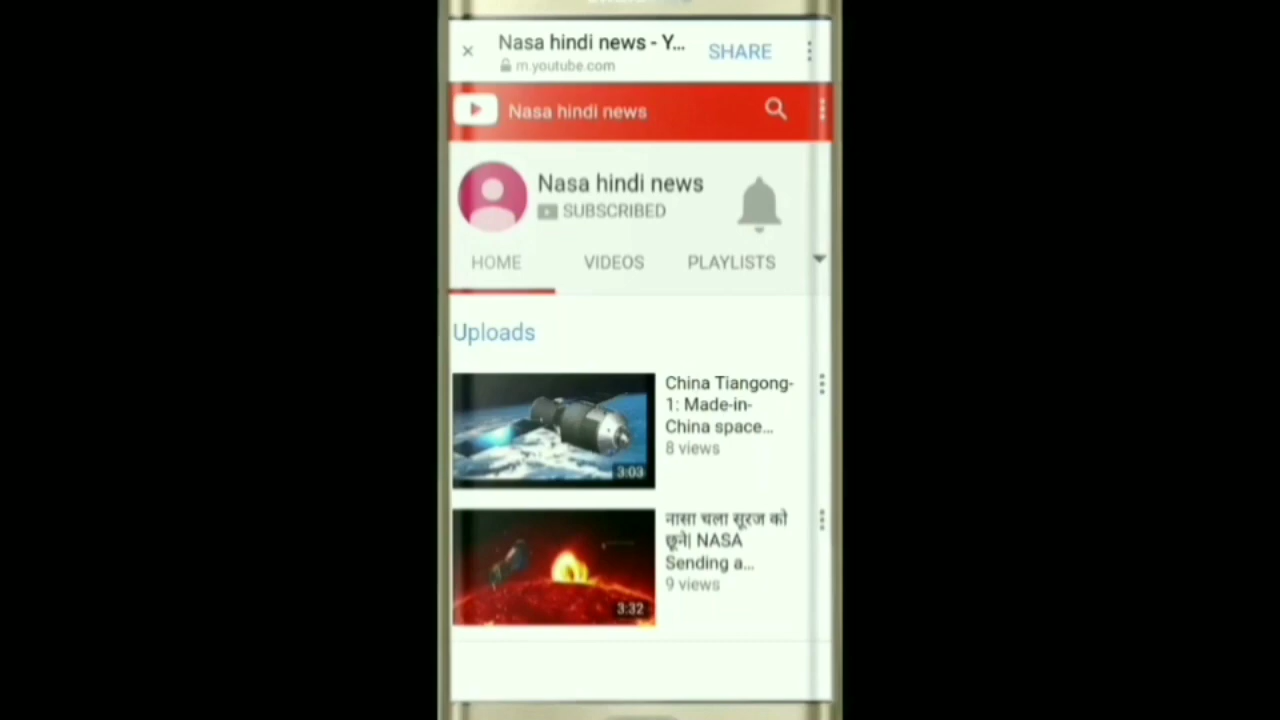 Nasa hindi news - Y...
SHARE
m.youtube.com
Nasa hindi news
Nasa hindi news
SUBSCRIBED
HOME
VIDEOS
PLAYLISTS
Uploads
China Tiangong-
1: Made-in-
China space...
8 views
3:03
नासा चला सूरज को
छूने| NASA
Sending a...
9 views
3:32